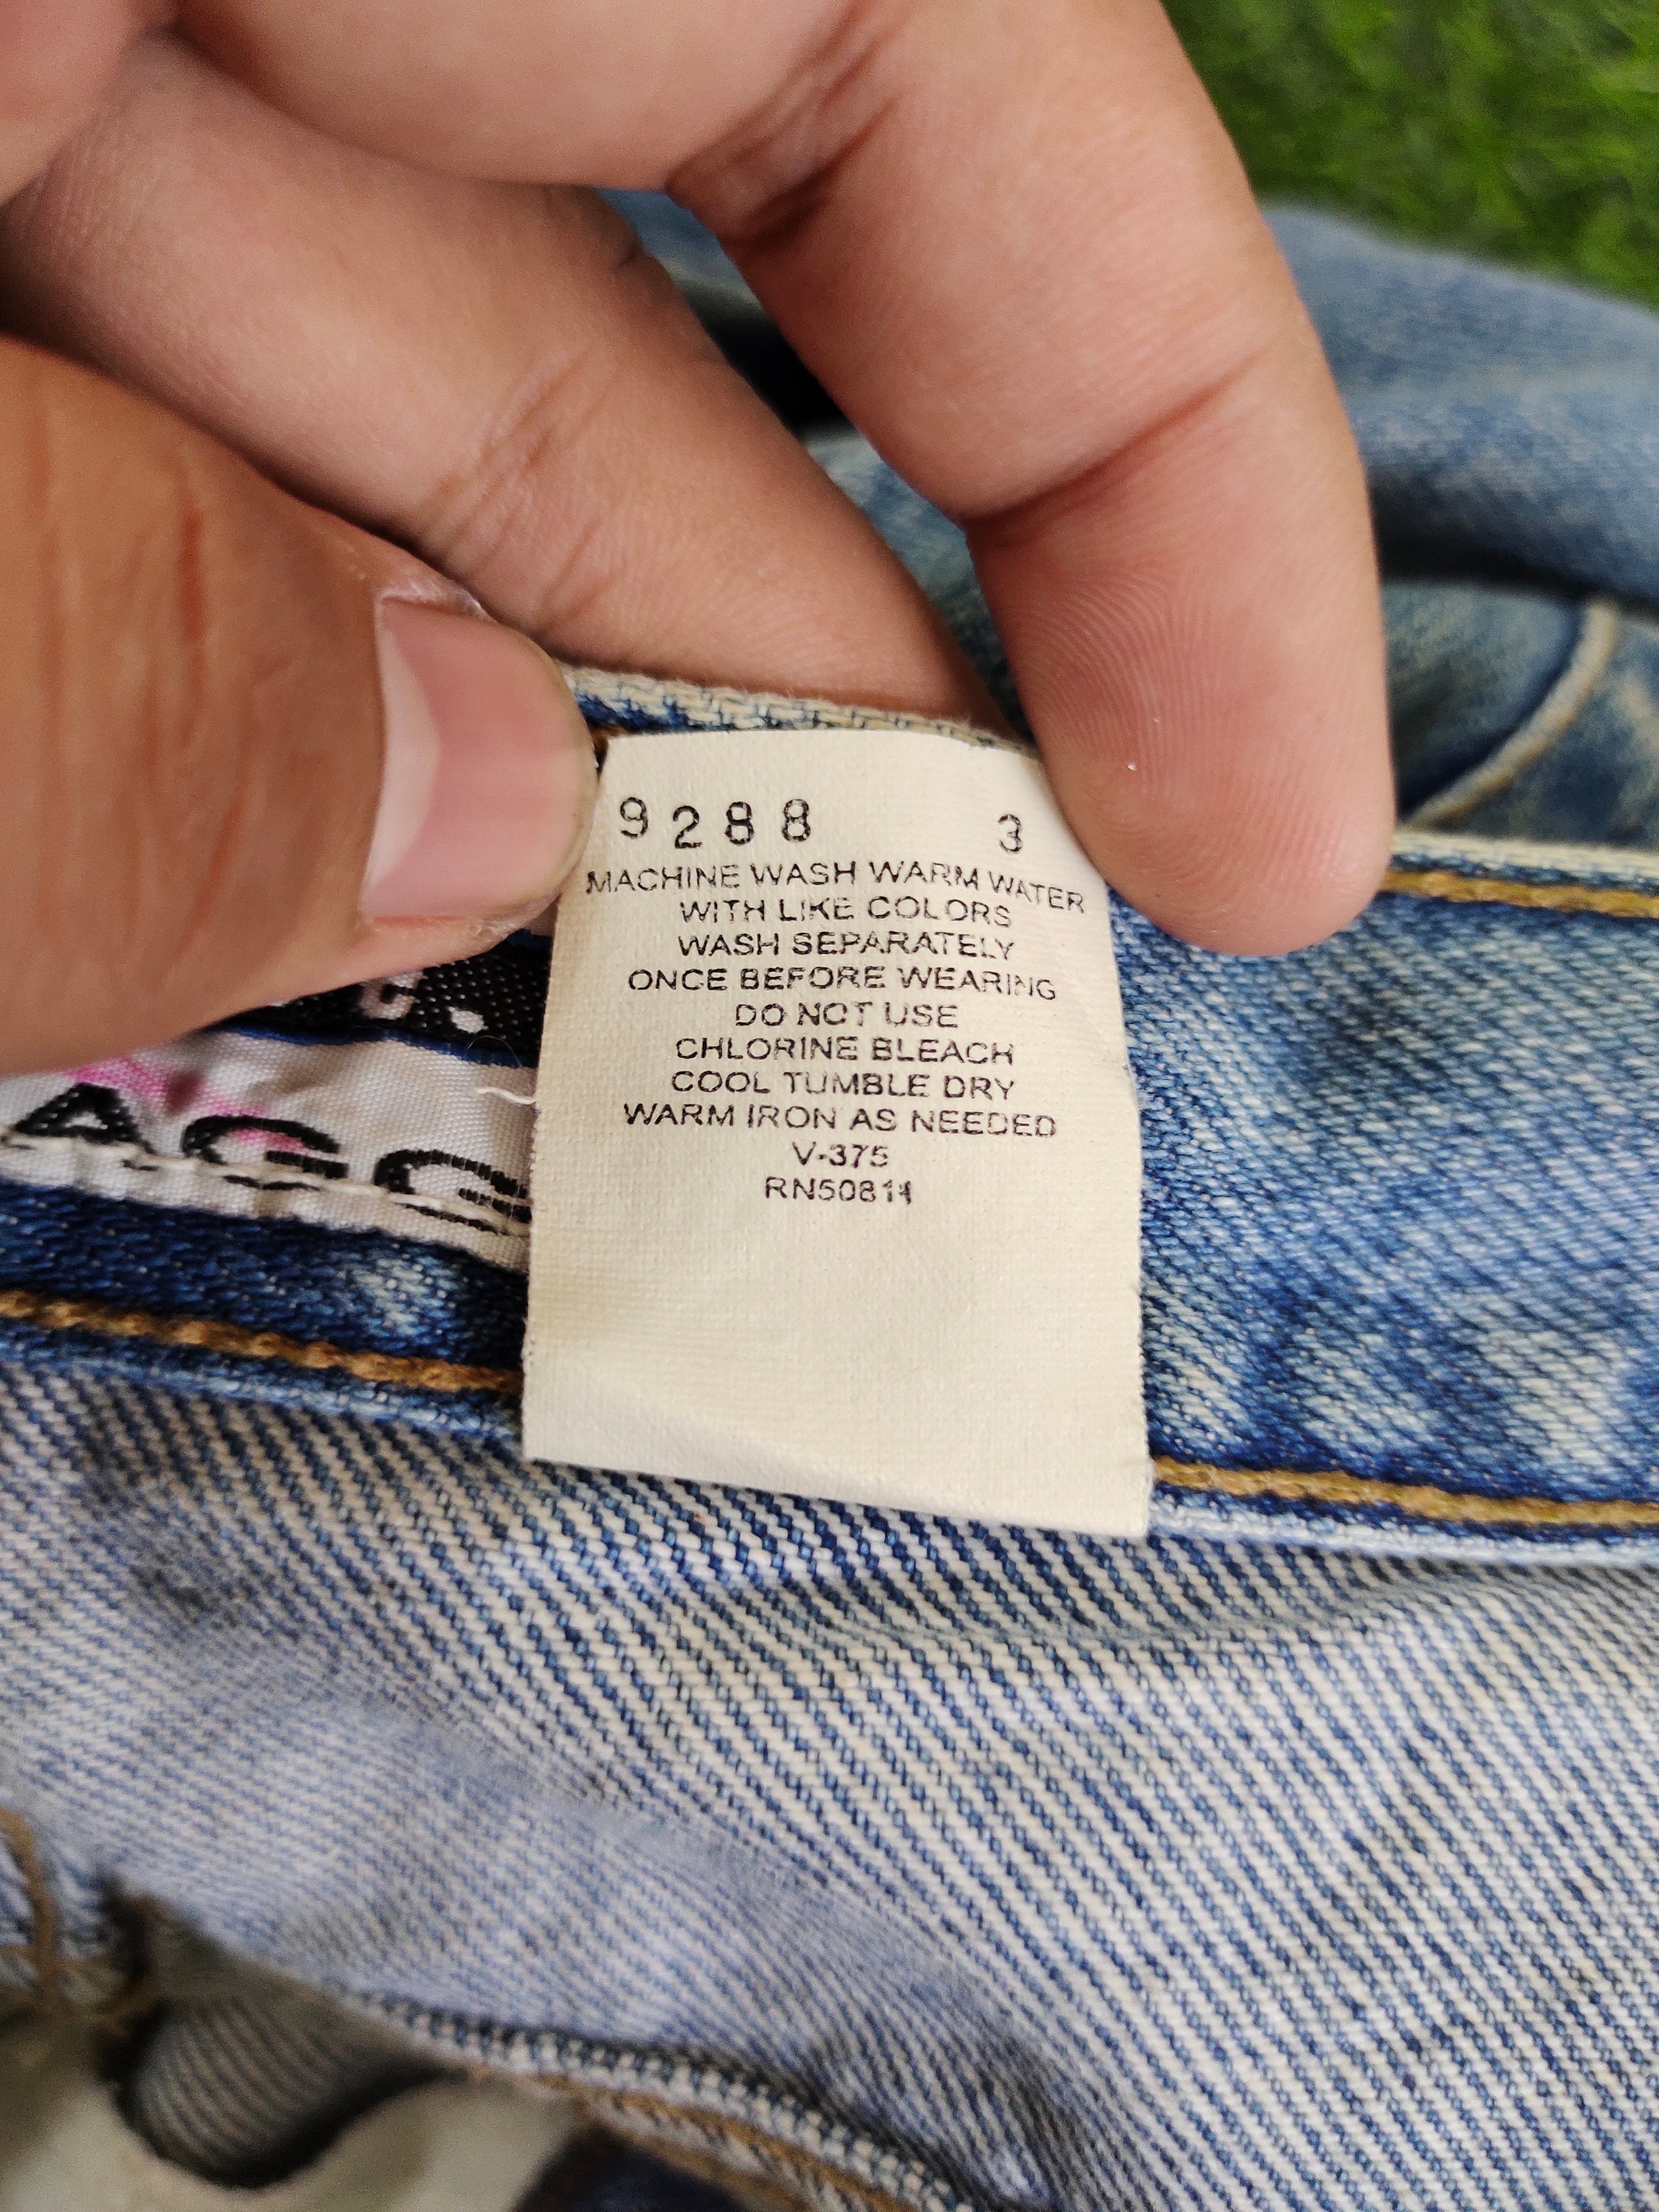 9288 3
MACHINE WASH WARM WATER
WITH LIKE COLORS
WASH SEPARATELY
ONCE BEFORE WEARING
DO NOT USE
CHLORINE BLEACH
COOL TUMBLE DRY
WARM IRON AS NEEDED
V-375